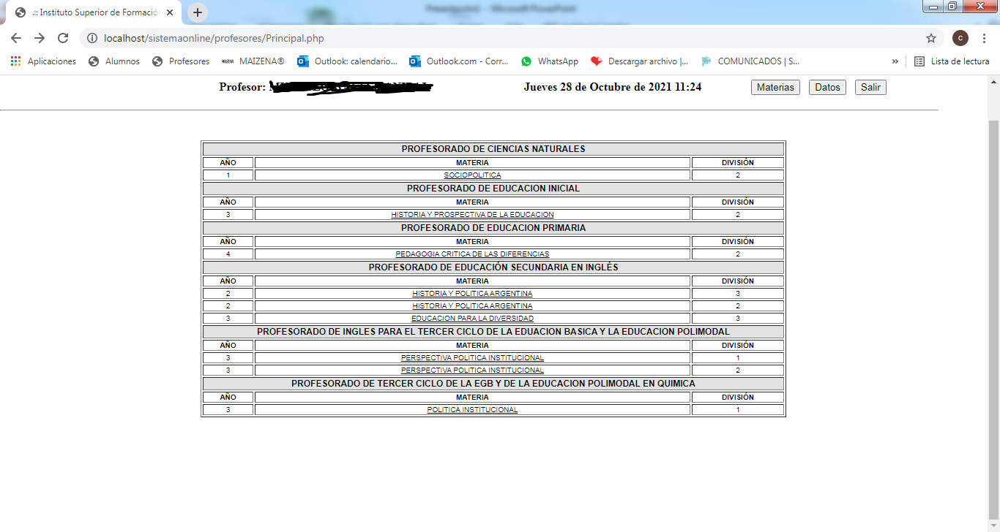 .:: Instituto Superior de Formació
Presentación1 - Microsoft PowerPoint
localhost/sistemaonline/profesores/Principal.php
C
Aplicaciones Alumnos Profesores MAIZENA MAIZENA® Outlook: calendario... Outlook.com - Corr... WhatsApp Descargar archivo |... COMUNICADOS | S... » Lista de lectura
Profesor: Jueves 28 de Octubre de 2021 11:24 Materias Datos Salir
PROFESORADO DE CIENCIAS NATURALES
AÑO MATERIA DIVISIÓN
1 SOCIOPOLITICA 2
PROFESORADO DE EDUCACION INICIAL
AÑO MATERIA DIVISIÓN
3 HISTORIA Y PROSPECTIVA DE LA EDUCACION 2
PROFESORADO DE EDUCACION PRIMARIA
AÑO MATERIA DIVISIÓN
4 PEDAGOGIA CRITICA DE LAS DIFERENCIAS 2
PROFESORADO DE EDUCACIÓN SECUNDARIA EN INGLÉS
AÑO MATERIA DIVISIÓN
2 HISTORIA Y POLITICA ARGENTINA 3
2 HISTORIA Y POLITICA ARGENTINA 2
3 EDUCACION PARA LA DIVERSIDAD 3
PROFESORADO DE INGLES PARA EL TERCER CICLO DE LA EDUACION BASICA Y LA EDUCACION POLIMODAL
AÑO MATERIA DIVISIÓN
3 PERSPECTIVA POLITICA INSTITUCIONAL 1
3 PERSPECTIVA POLITICA INSTITUCIONAL 2
PROFESORADO DE TERCER CICLO DE LA EGB Y DE LA EDUCACION POLIMODAL EN QUIMICA
AÑO MATERIA DIVISIÓN
3 POLITICA INSTITUCIONAL 1